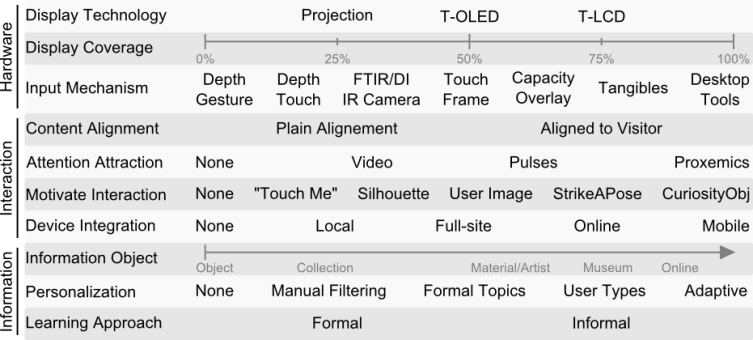 Hardware
Display Technology Projection T-OLED T-LCD
Display Coverage 0% 25% 50% 75% 100%
Input Mechanism Depth Gesture Depth Touch FTIR/DI IR Camera Touch Frame Capacity Overlay Tangibles Desktop Tools
Interaction
Content Alignment Plain Alignement Aligned to Visitor
Attention Attraction None Video Pulses Proxemics
Motivate Interaction None "Touch Me" Silhouette User Image StrikeAPose CuriosityObj
Device Integration None Local Full-site Online Mobile
Information
Information Object Object Collection Material/Artist Museum Online
Personalization None Manual Filtering Formal Topics User Types Adaptive
Learning Approach Formal Informal